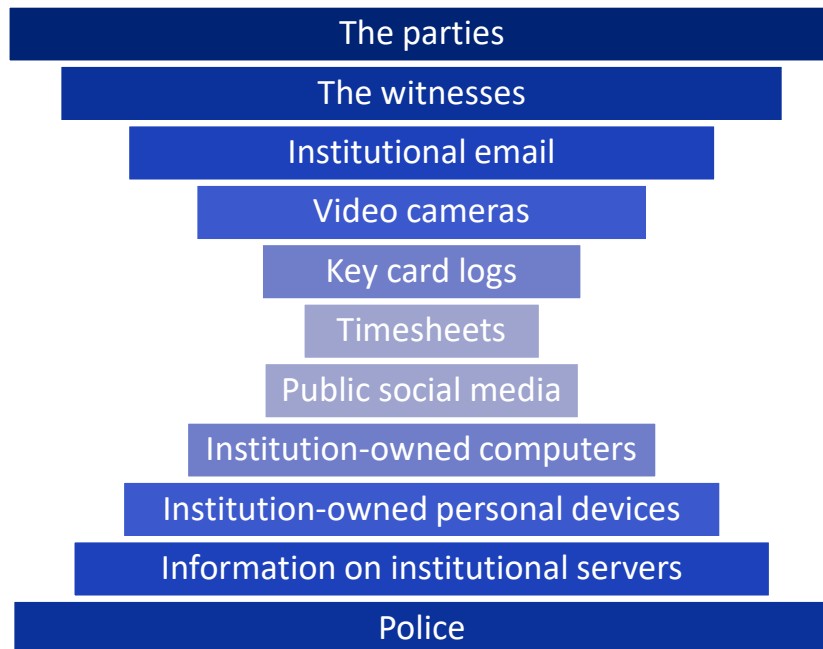 The parties
The witnesses
Institutional email
Video cameras
Key card logs
Timesheets
Public social media
Institution-owned computers
Institution-owned personal devices
Information on institutional servers
Police